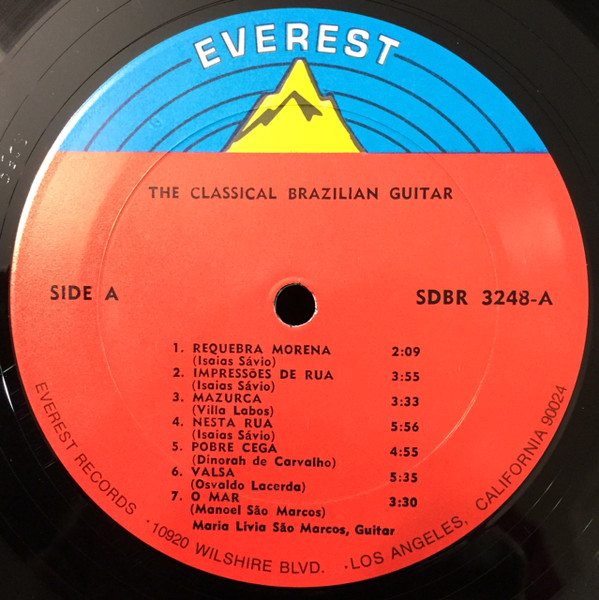 EVEREST
THE CLASSICAL BRAZILIAN GUITAR
SIDE A
SDBR 3248-A
1. REQUEBRA MORENA 2:09
(Isaias Sávio)
2. IMPRESSÕES DE RUA 3:55
(Isaias Sávio)
3. MAZURCA 3:33
(Villa Labos)
4. NESTA RUA 5:56
(Isaias Sávio)
5. POBRE CEGA 4:55
(Dinorah de Carvalho)
6. VALSA 5:35
(Osvaldo Lacerda)
7. O MAR 3:30
(Manoel São Marcos)
Maria Livia São Marcos, Guitar
EVEREST RECORDS · 10920 WILSHIRE BLVD. · LOS ANGELES, CALIFORNIA 90024